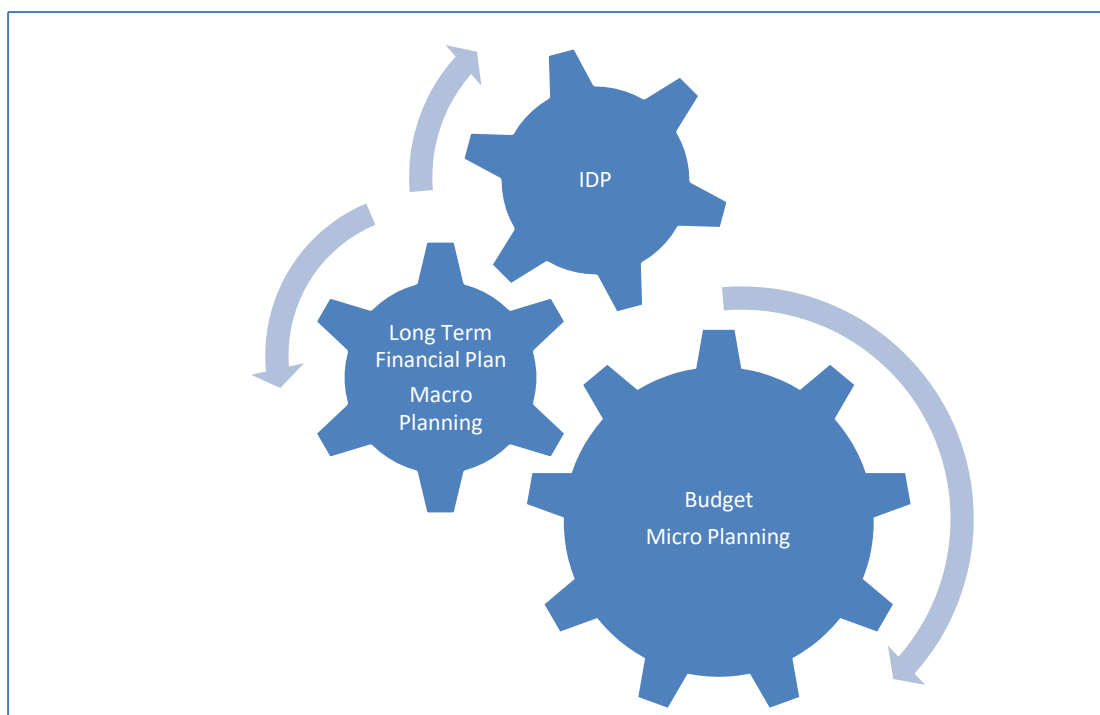 IDP
Long Term
Financial Plan
Macro
Planning
Budget
Micro Planning